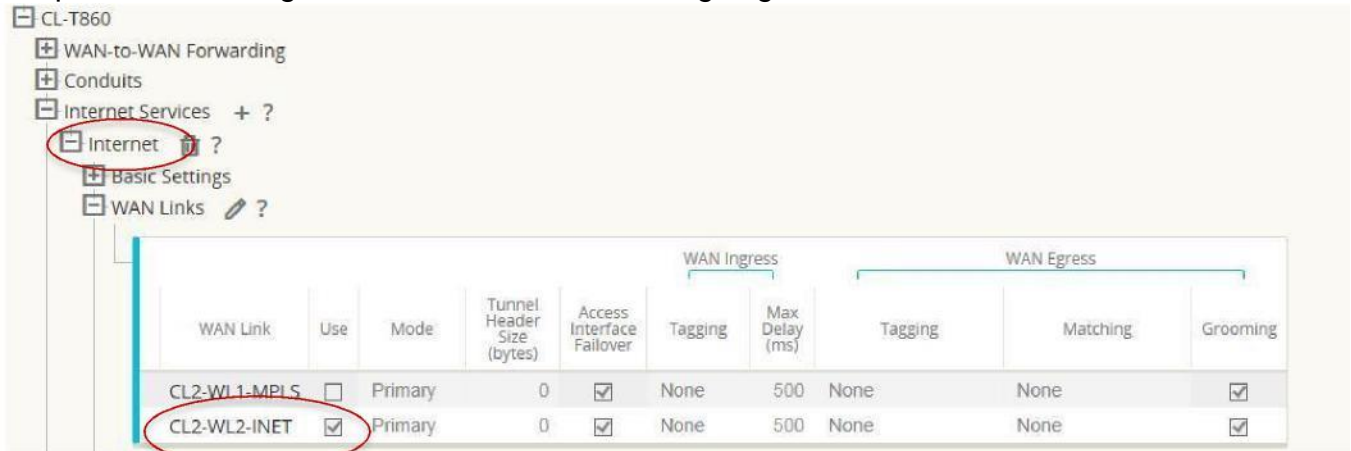 CL-T860
WAN-to-WAN Forwarding
Conduits
Internet Services + ?
Internet ?
Basic Settings
WAN Links ?
WAN Ingress WAN Egress
WAN Link Use Mode Tunnel Header Size (bytes) Access Interface Failover Tagging Max Delay (ms) Tagging Matching Grooming
CL2-WL1-MPLS Primary 0 None 500 None None
CL2-WL2-INET Primary 0 None 500 None None